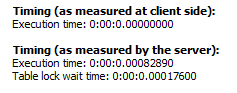 Timing (as measured at client side):
Execution time: 0:00:0.00000000
Timing (as measured by the server):
Execution time: 0:00:0.00082890
Table lock wait time: 0:00:0.00017600